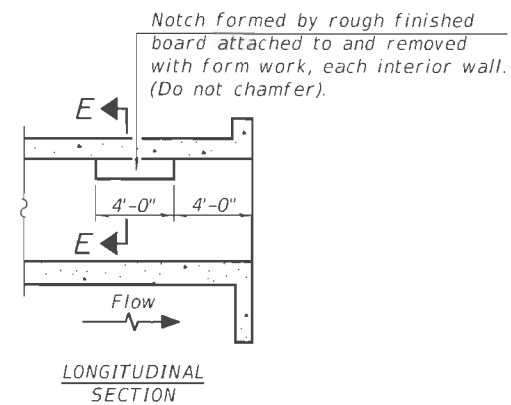 Notch formed by rough finished
board attached to and removed
with form work, each interior wall.
(Do not chamfer).
E
4'-0" 4'-0"
E
Flow
LONGITUDINAL
SECTION